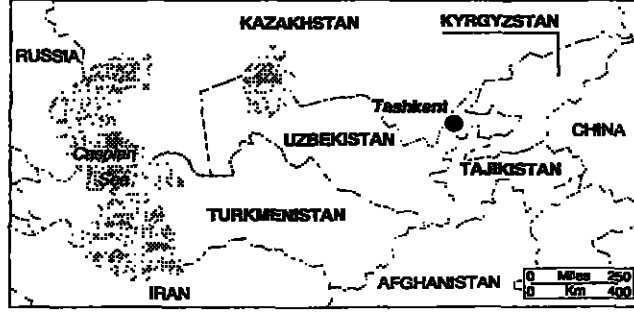 KAZAKHSTAN
KYRGYZSTAN
RUSSIA
Tashkent
CHINA
UZBEKISTAN
Caspian
Sea
TAJIKISTAN
TURKMENISTAN
AFGHANISTAN
IRAN
0 Miles 250
0 Km 400